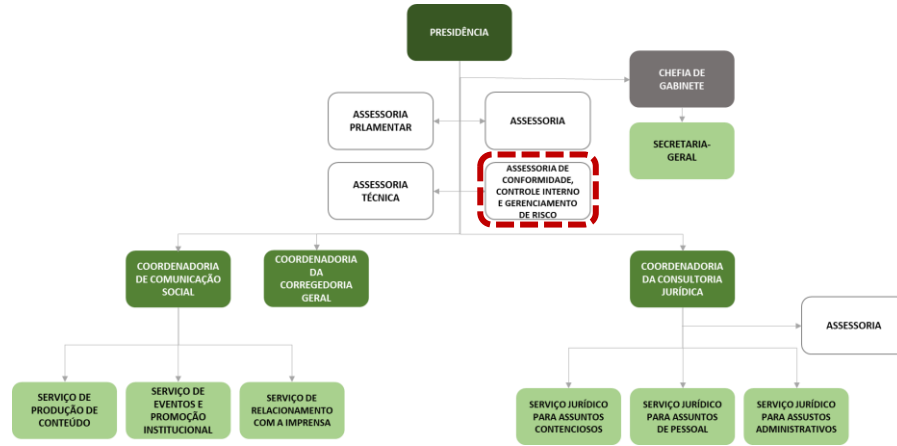 PRESIDÊNCIA
CHEFIA DE
GABINETE
ASSESSORIA
PRLAMENTAR
ASSESSORIA
SECRETARIA-
GERAL
ASSESSORIA
TÉCNICA
ASSESSORIA DE
CONFORMIDADE,
CONTROLE INTERNO
E GERENCIAMENTO
DE RISCO
COORDENADORIA
DE COMUNICAÇÃO
SOCIAL
COORDENADORIA
DA
CORREGEDORIA
GERAL
COORDENADORIA
DA CONSULTORIA
JURÍDICA
ASSESSORIA
SERVIÇO DE
PRODUÇÃO DE
CONTEÚDO
SERVIÇO DE
EVENTOS E
PROMOÇÃO
INSTITUCIONAL
SERVIÇO DE
RELACIONAMENTO
COM A IMPRENSA
SERVIÇO JURÍDICO
PARA ASSUNTOS
CONTENCIOSOS
SERVIÇO JURÍDICO
PARA ASSUNTOS
DE PESSOAL
SERVIÇO JURÍDICO
PARA ASSUSTOS
ADMINISTRATIVOS